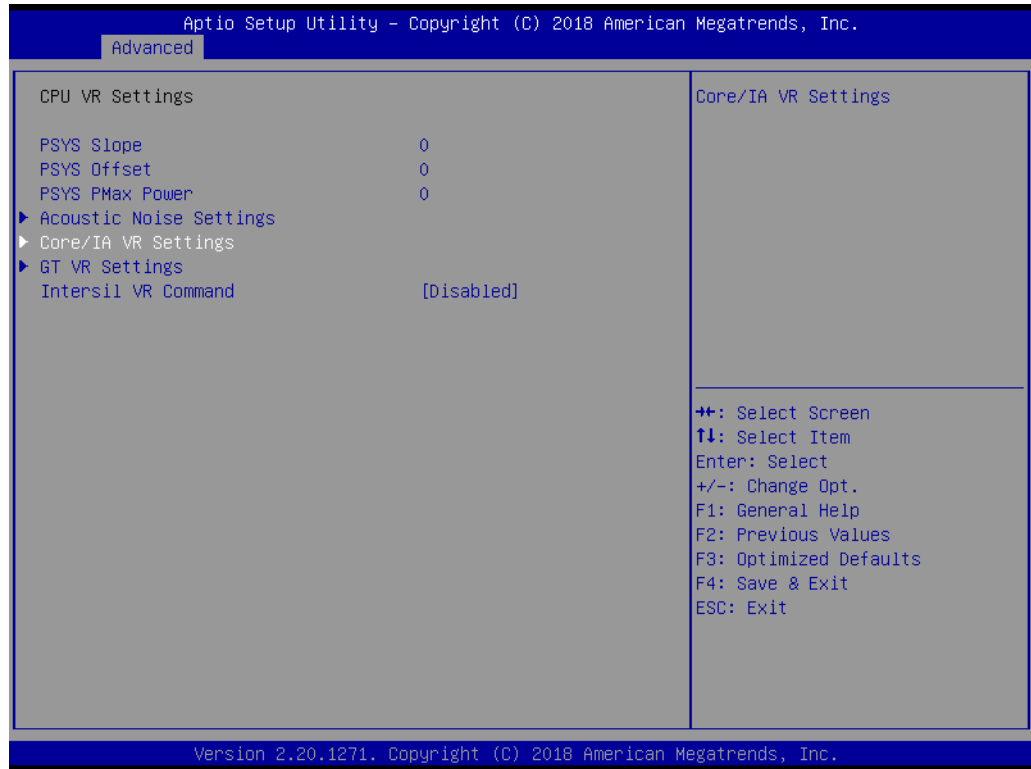 Aptio Setup Utility – Copyright (C) 2018 American Megatrends, Inc.
Advanced
CPU VR Settings
PSYS Slope 0
PSYS Offset 0
PSYS PMax Power 0
Acoustic Noise Settings
Core/IA VR Settings
GT VR Settings
Intersil VR Command [Disabled]
Core/IA VR Settings
→←: Select Screen
↑↓: Select Item
Enter: Select
+/-: Change Opt.
F1: General Help
F2: Previous Values
F3: Optimized Defaults
F4: Save & Exit
ESC: Exit
Version 2.20.1271. Copyright (C) 2018 American Megatrends, Inc.